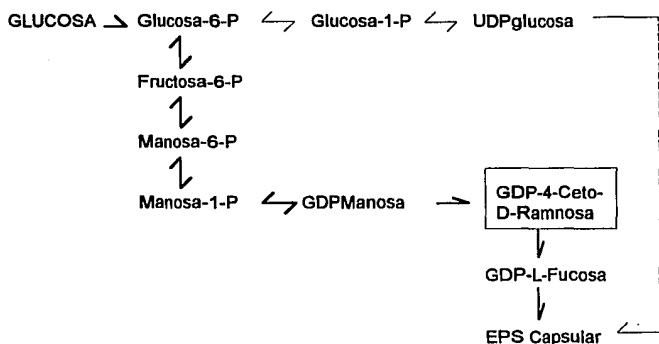 GLUCOSA Glucosa-6-P Glucosa-1-P UDPglucosa
Fructosa-6-P
Manosa-6-P
Manosa-1-P GDPManosa GDP-4-Ceto-
D-Ramnosa
GDP-L-Fucosa
EPS Capsular